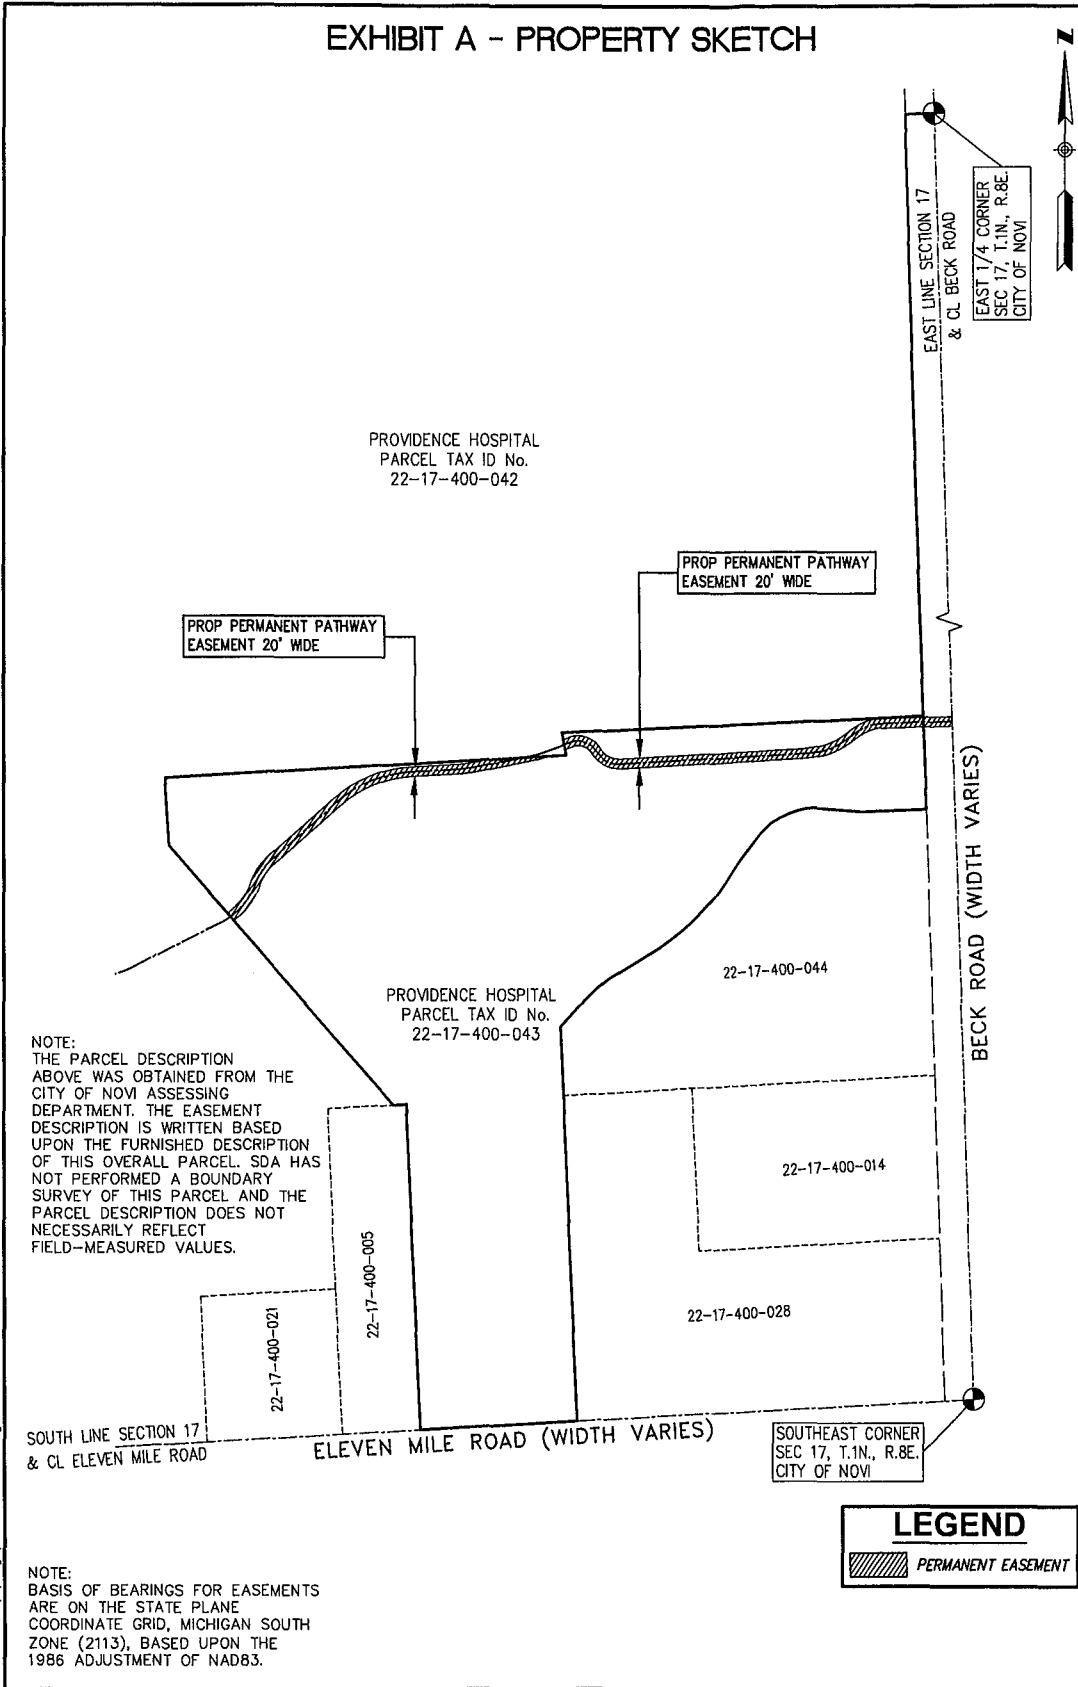 EXHIBIT A - PROPERTY SKETCH
N
EAST LINE SECTION 17
& CL BECK ROAD
EAST 1/4 CORNER
SEC 17, T.1N., R.8E.
CITY OF NOVI
PROVIDENCE HOSPITAL
PARCEL TAX ID No.
22-17-400-042
PROP PERMANENT PATHWAY
EASEMENT 20' WIDE
PROP PERMANENT PATHWAY
EASEMENT 20' WIDE
BECK ROAD (WIDTH VARIES)
22-17-400-044
PROVIDENCE HOSPITAL
PARCEL TAX ID No.
22-17-400-043
NOTE:
THE PARCEL DESCRIPTION
ABOVE WAS OBTAINED FROM THE
CITY OF NOVI ASSESSING
DEPARTMENT. THE EASEMENT
DESCRIPTION IS WRITTEN BASED
UPON THE FURNISHED DESCRIPTION
OF THIS OVERALL PARCEL. SDA HAS
NOT PERFORMED A BOUNDARY
SURVEY OF THIS PARCEL AND THE
PARCEL DESCRIPTION DOES NOT
NECESSARILY REFLECT
FIELD-MEASURED VALUES.
22-17-400-014
22-17-400-005
22-17-400-021
22-17-400-028
SOUTH LINE SECTION 17
& CL ELEVEN MILE ROAD
ELEVEN MILE ROAD (WIDTH VARIES)
SOUTHEAST CORNER
SEC 17, T.1N., R.8E.
CITY OF NOVI
LEGEND
PERMANENT EASEMENT
NOTE:
BASIS OF BEARINGS FOR EASEMENTS
ARE ON THE STATE PLANE
COORDINATE GRID, MICHIGAN SOUTH
ZONE (2113), BASED UPON THE
1986 ADJUSTMENT OF NAD83.